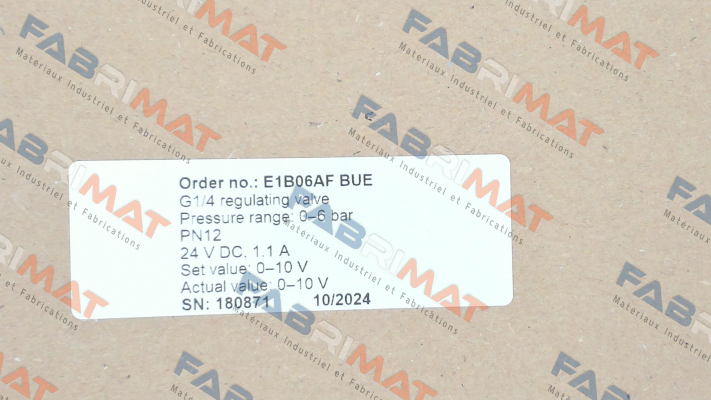 Order no.: E1B06AF BUE
G1/4 regulating valve
Pressure range: 0–6 bar
PN12
24 V DC, 1.1 A
Set value: 0–10 V
Actual value: 0–10 V
SN: 180871 10/2024
FABRIMAT
Matériaux Industriel et Fabrications